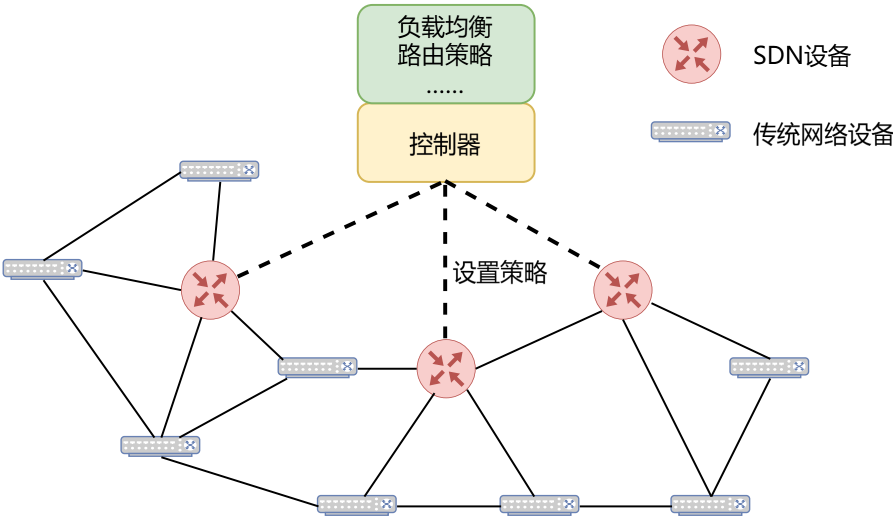 负载均衡
路由策略
......
控制器
SDN设备
传统网络设备
设置策略